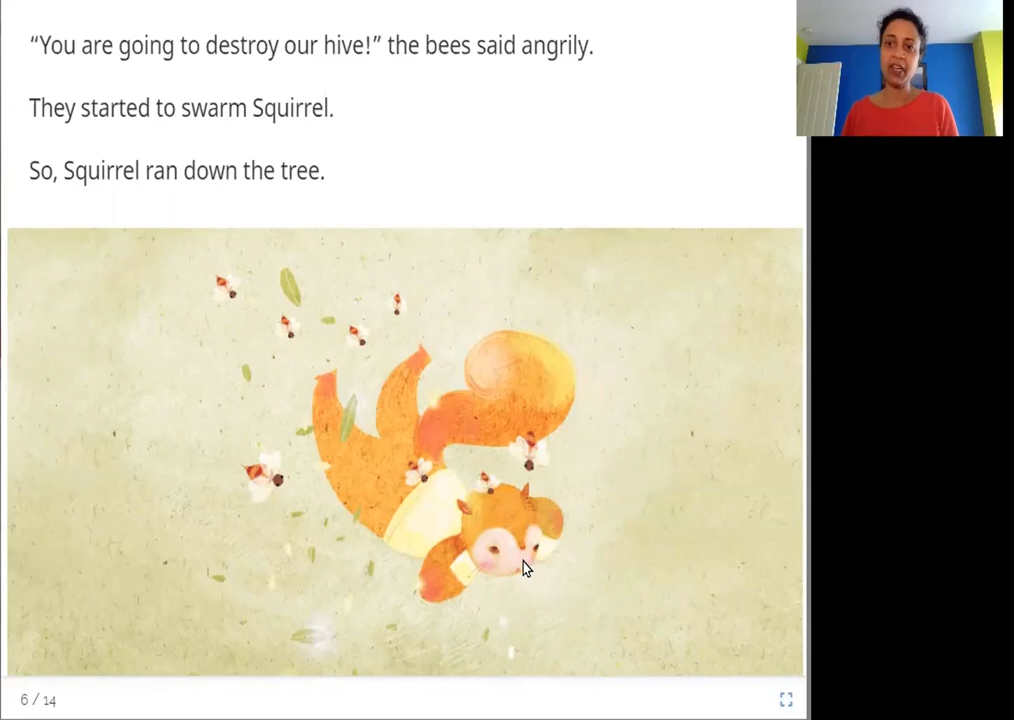 “You are going to destroy our hive!” the bees said angrily.
They started to swarm Squirrel.
So, Squirrel ran down the tree.
6 / 14